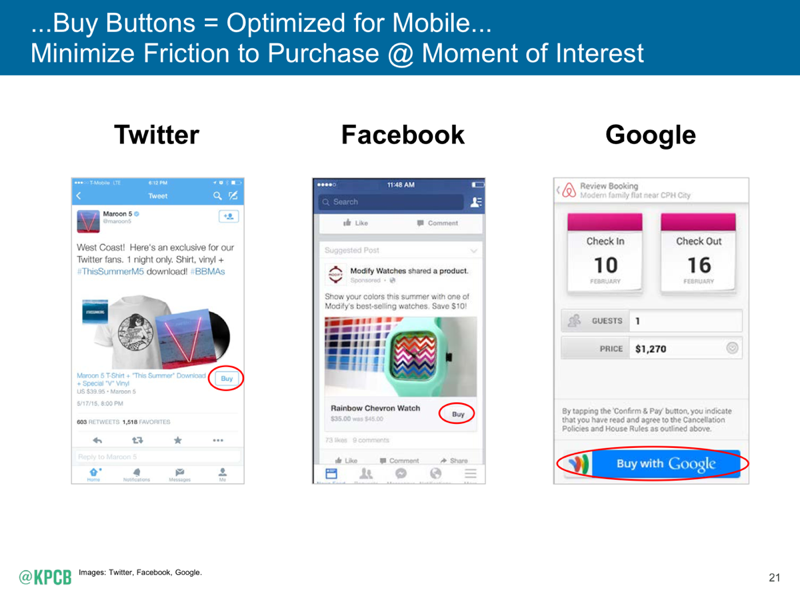 ...Buy Buttons = Optimized for Mobile...
Minimize Friction to Purchase @ Moment of Interest
Twitter
T-Mobile LTE 6:12 PM
Tweet
Maroon 5
@maroon5
West Coast! Here's an exclusive for our
Twitter fans. 1 night only. Shirt, vinyl +
#ThisSummerM5 download! #BBMAs
Maroon 5 T-Shirt + "This Summer" Download
+ Special "V" Vinyl
US $39.95 • Maroon 5
Buy
5/17/15, 8:00 PM
603 RETWEETS 1,518 FAVORITES
Reply to Maroon 5
Home Notifications Messages Me
Facebook
11:48 AM
Search
Like Comment
Suggested Post
MODIFY
Modify Watches shared a product.
Sponsored
Show your colors this summer with one of
Modify's best-selling watches. Save $10!
Rainbow Chevron Watch
$35.00 was $45.00
Buy
73 likes 9 comments
Like Comment Share
Google
Review Booking
Modern family flat near CPH City
Check In Check Out
10 16
FEBRUARY FEBRUARY
GUESTS 1
PRICE $1,270
By tapping the 'Confirm & Pay' button, you indicate
that you have read and agree to the Cancellation
Policies and House Rules as outlined above.
Buy with Google
@KPCB
Images: Twitter, Facebook, Google.
21